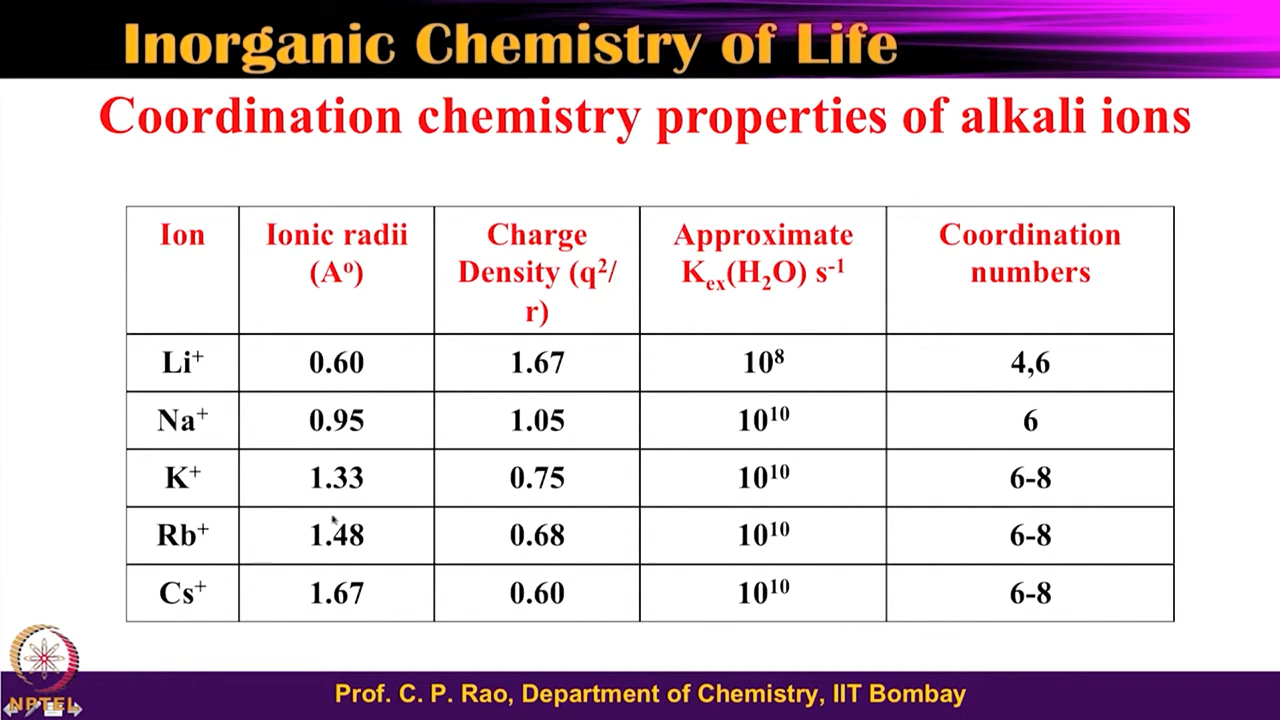 Inorganic Chemistry of Life
Coordination chemistry properties of alkali ions
Ion Ionic radii (Aº) Charge Density (q²/ r) Approximate Kₑₓ(H₂O) s⁻¹ Coordination numbers
Li⁺ 0.60 1.67 10⁸ 4,6
Na⁺ 0.95 1.05 10¹⁰ 6
K⁺ 1.33 0.75 10¹⁰ 6-8
Rb⁺ 1.48 0.68 10¹⁰ 6-8
Cs⁺ 1.67 0.60 10¹⁰ 6-8
NPTEL
Prof. C. P. Rao, Department of Chemistry, IIT Bombay